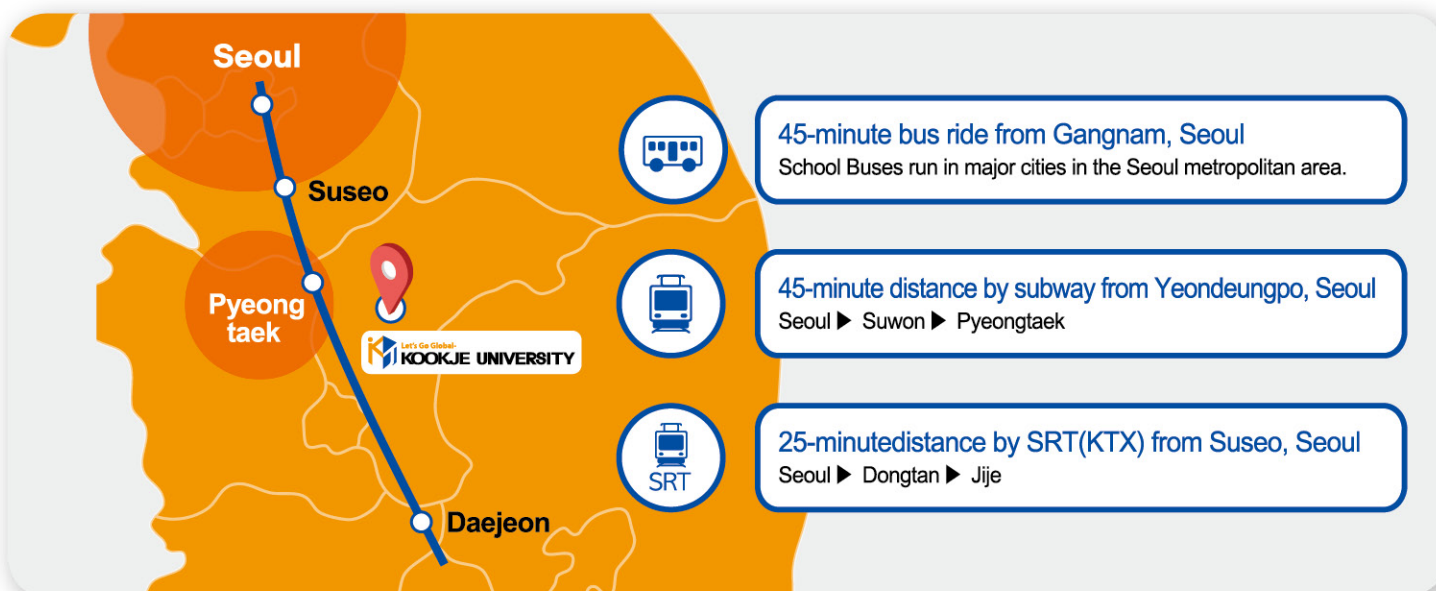 Seoul
Suseo
Pyeong
taek
Let's Go Global-
KOOKJE UNIVERSITY
Daejeon
45-minute bus ride from Gangnam, Seoul
School Buses run in major cities in the Seoul metropolitan area.
45-minute distance by subway from Yeondeungpo, Seoul
Seoul ▶ Suwon ▶ Pyeongtaek
SRT
25-minutedistance by SRT(KTX) from Suseo, Seoul
Seoul ▶ Dongtan ▶ Jije